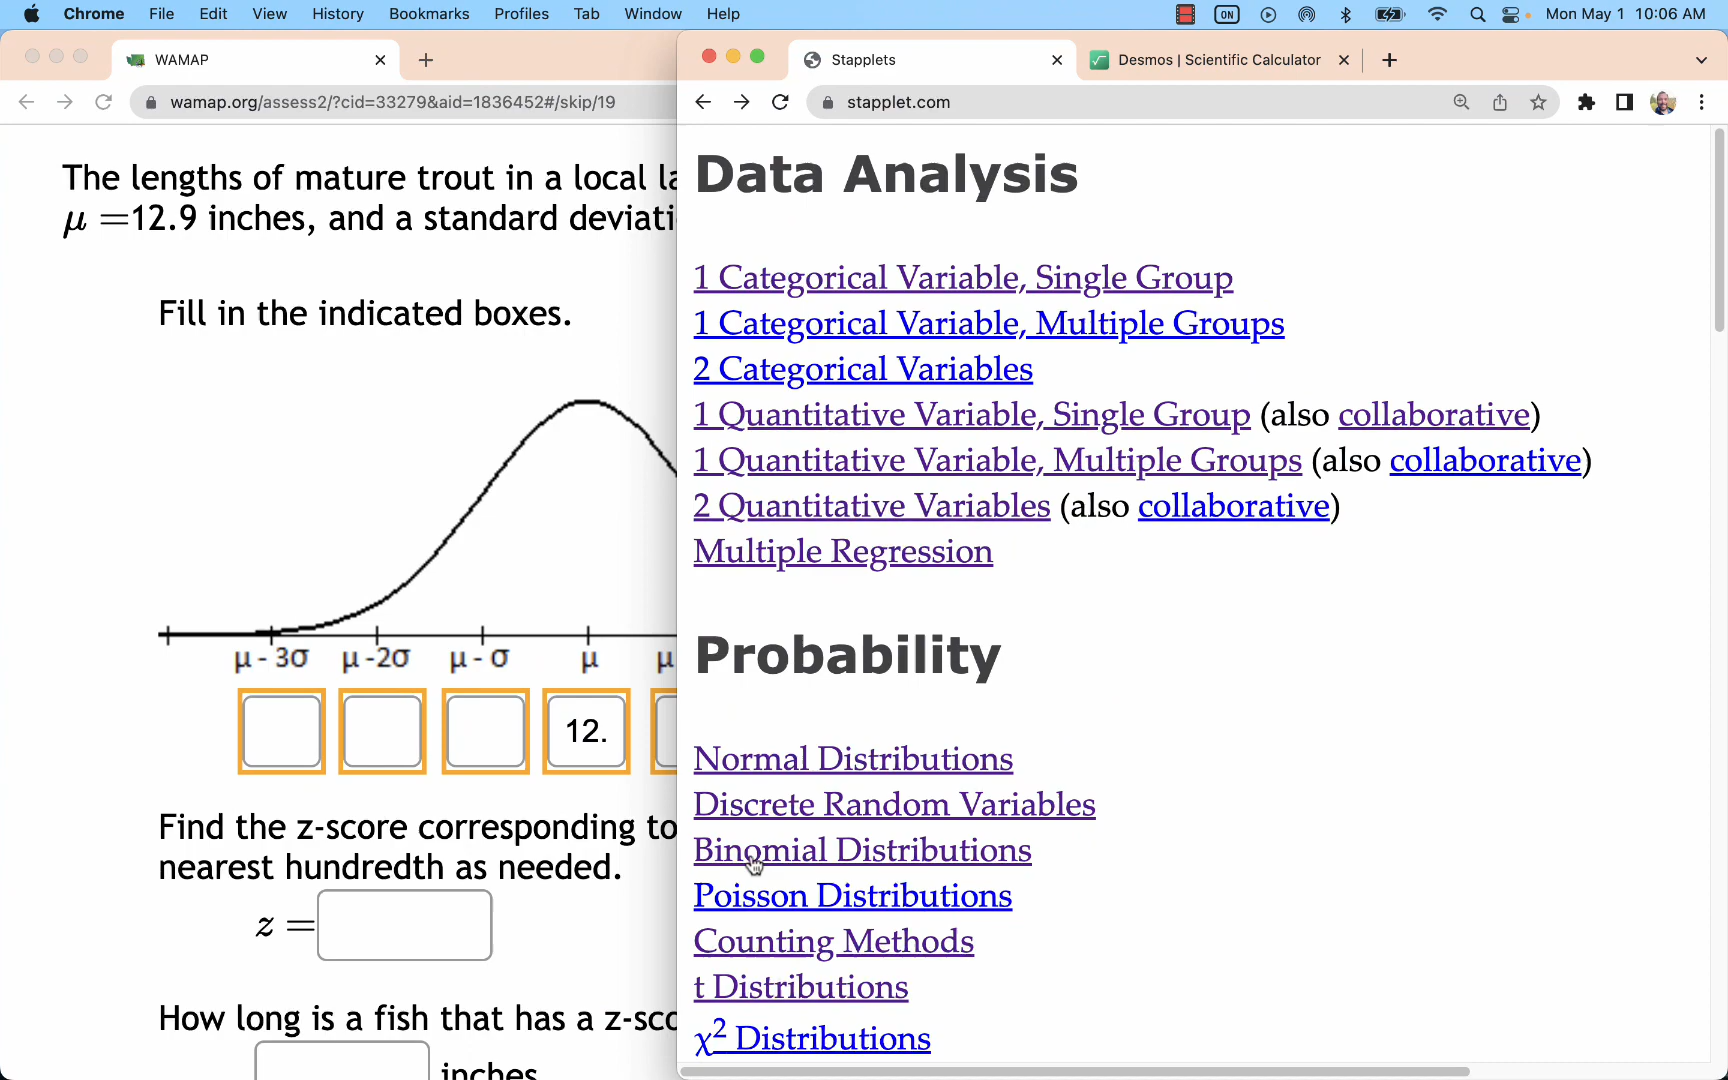 Chrome File Edit View History Bookmarks Profiles Tab Window Help ON Mon May 1 10:06 AM
WAMAP
Stapplets
Desmos | Scientific Calculator
wamap.org/assess2/?cid=33279&aid=1836452#/skip/19
stapplet.com
The lengths of mature trout in a local la
μ =12.9 inches, and a standard deviati
Fill in the indicated boxes.
μ - 3σ μ -2σ μ - σ μ μ
12.
Find the z-score corresponding to
nearest hundredth as needed.
z =
How long is a fish that has a z-sco
inches
Data Analysis
1 Categorical Variable, Single Group
1 Categorical Variable, Multiple Groups
2 Categorical Variables
1 Quantitative Variable, Single Group (also collaborative)
1 Quantitative Variable, Multiple Groups (also collaborative)
2 Quantitative Variables (also collaborative)
Multiple Regression
Probability
Normal Distributions
Discrete Random Variables
Binomial Distributions
Poisson Distributions
Counting Methods
t Distributions
χ² Distributions